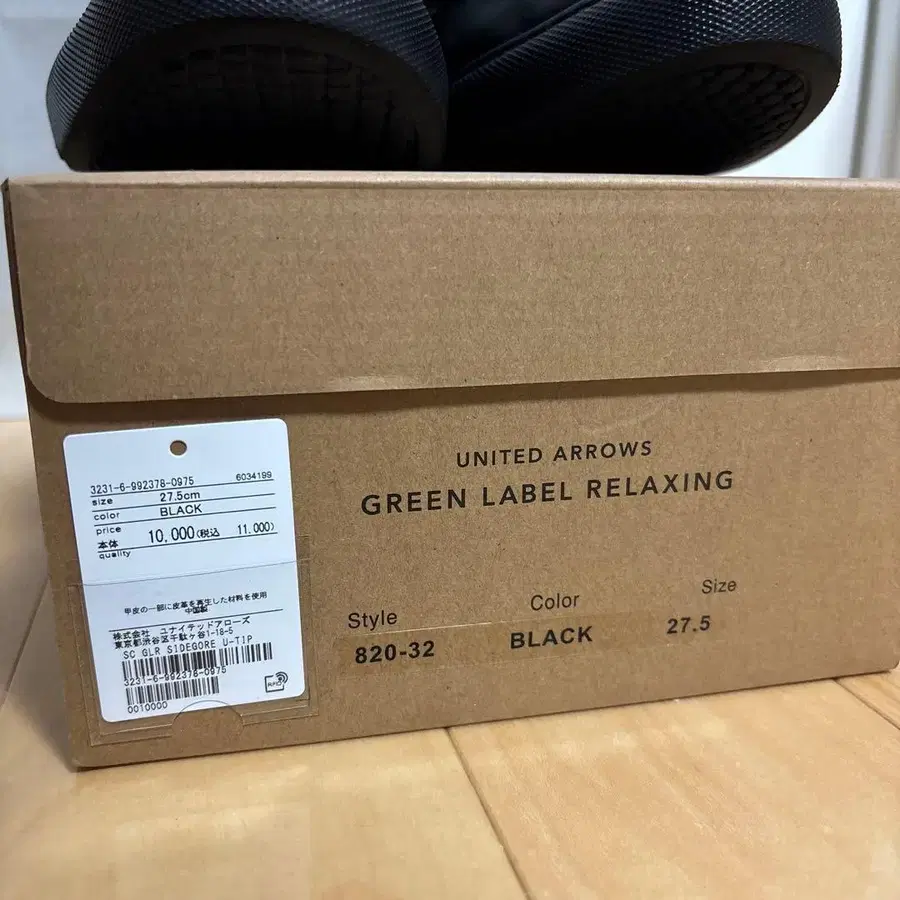 3231-6-992378-0975 6034199
size 27.5cm
color BLACK
price
本体 10,000(税込 11,000)
quality
甲皮の一部に皮革を再生した材料を使用
中国製
株式会社 ユナイテッドアローズ
東京都渋谷区千駄ヶ谷1-18-5
SC GLR SIDEGORE U-TIP
3231-6-992378-0975
0010000
RFID
UNITED ARROWS
GREEN LABEL RELAXING
Style Color Size
820-32 BLACK 27.5